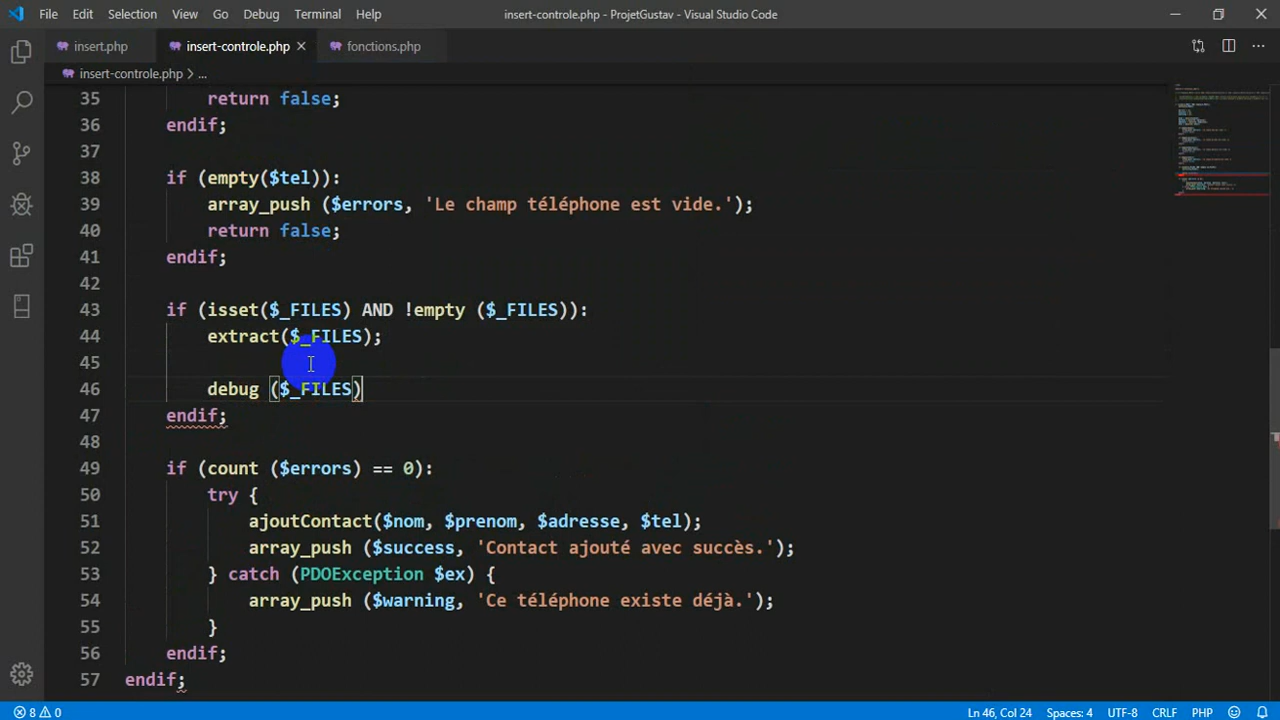 File Edit Selection View Go Debug Terminal Help insert-controle.php - ProjetGustav - Visual Studio Code
insert.php insert-controle.php × fonctions.php
insert-controle.php > ...
35 return false;
36 endif;
37
38 if (empty($tel)):
39 array_push ($errors, 'Le champ téléphone est vide.');
40 return false;
41 endif;
42
43 if (isset($_FILES) AND !empty ($_FILES)):
44 extract($_FILES);
45
46 debug ($_FILES)
47 endif;
48
49 if (count ($errors) == 0):
50 try {
51 ajoutContact($nom, $prenom, $adresse, $tel);
52 array_push ($success, 'Contact ajouté avec succès.');
53 } catch (PDOException $ex) {
54 array_push ($warning, 'Ce téléphone existe déjà.');
55 }
56 endif;
57 endif;
8 0 Ln 46, Col 24 Spaces: 4 UTF-8 CRLF PHP